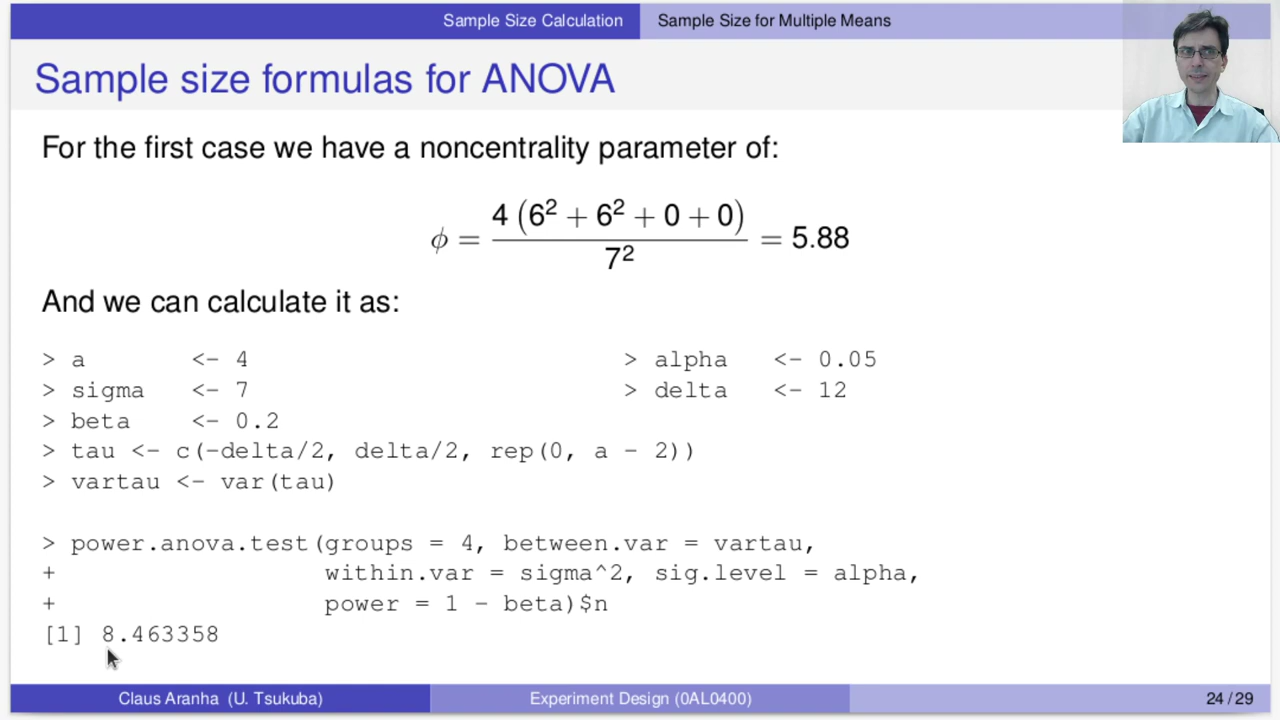 Sample Size Calculation Sample Size for Multiple Means
Sample size formulas for ANOVA
For the first case we have a noncentrality parameter of:
ϕ = 4 (6² + 6² + 0 + 0) / 7² = 5.88
And we can calculate it as:
> a <- 4 > alpha <- 0.05
> sigma <- 7 > delta <- 12
> beta <- 0.2
> tau <- c(-delta/2, delta/2, rep(0, a - 2))
> vartau <- var(tau)
> power.anova.test(groups = 4, between.var = vartau,
+ within.var = sigma^2, sig.level = alpha,
+ power = 1 - beta)$n
[1] 8.463358
Claus Aranha (U. Tsukuba) Experiment Design (0AL0400) 24 / 29